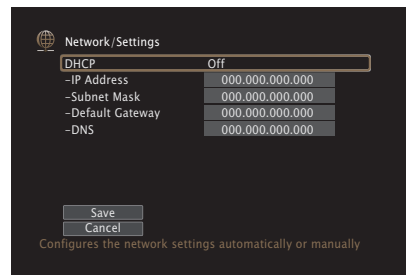 Network/Settings
DHCP Off
-IP Address 000.000.000.000
-Subnet Mask 000.000.000.000
-Default Gateway 000.000.000.000
-DNS 000.000.000.000
Save
Cancel
Configures the network settings automatically or manually